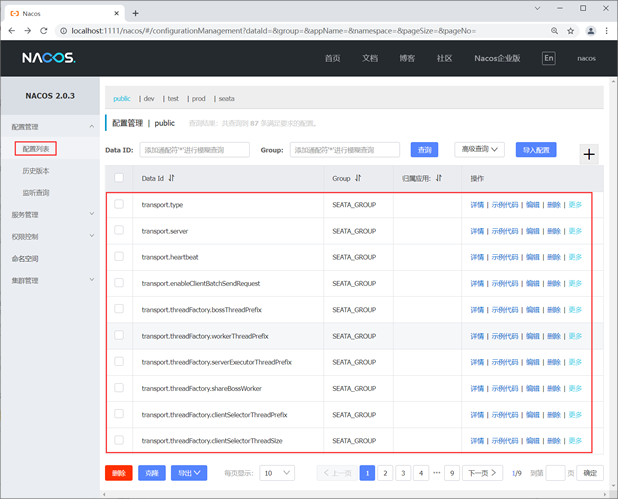 Nacos
localhost:1111/nacos/#/configurationManagement?dataId=&group=&appName=&namespace=&pageSize=&pageNo=
NACOS.
首页 文档 博客 社区 Nacos企业版 En nacos
NACOS 2.0.3
public | dev | test | prod | seata
配置管理
配置管理 | public 查询结果：共查询到 87 条满足要求的配置。
配置列表
Data ID: 添加通配符'*'进行模糊查询 Group: 添加通配符'*'进行模糊查询 查询 高级查询 导入配置 +
历史版本
监听查询
服务管理
权限控制
命名空间
集群管理
Data Id Group 归属应用: 操作
transport.type SEATA_GROUP 详情 | 示例代码 | 编辑 | 删除 | 更多
transport.server SEATA_GROUP 详情 | 示例代码 | 编辑 | 删除 | 更多
transport.heartbeat SEATA_GROUP 详情 | 示例代码 | 编辑 | 删除 | 更多
transport.enableClientBatchSendRequest SEATA_GROUP 详情 | 示例代码 | 编辑 | 删除 | 更多
transport.threadFactory.bossThreadPrefix SEATA_GROUP 详情 | 示例代码 | 编辑 | 删除 | 更多
transport.threadFactory.workerThreadPrefix SEATA_GROUP 详情 | 示例代码 | 编辑 | 删除 | 更多
transport.threadFactory.serverExecutorThreadPrefix SEATA_GROUP 详情 | 示例代码 | 编辑 | 删除 | 更多
transport.threadFactory.shareBossWorker SEATA_GROUP 详情 | 示例代码 | 编辑 | 删除 | 更多
transport.threadFactory.clientSelectorThreadPrefix SEATA_GROUP 详情 | 示例代码 | 编辑 | 删除 | 更多
transport.threadFactory.clientSelectorThreadSize SEATA_GROUP 详情 | 示例代码 | 编辑 | 删除 | 更多
删除 克隆 导出 每页显示: 10 上一页 1 2 3 4 ••• 9 下一页 1/9 到第 页 确定